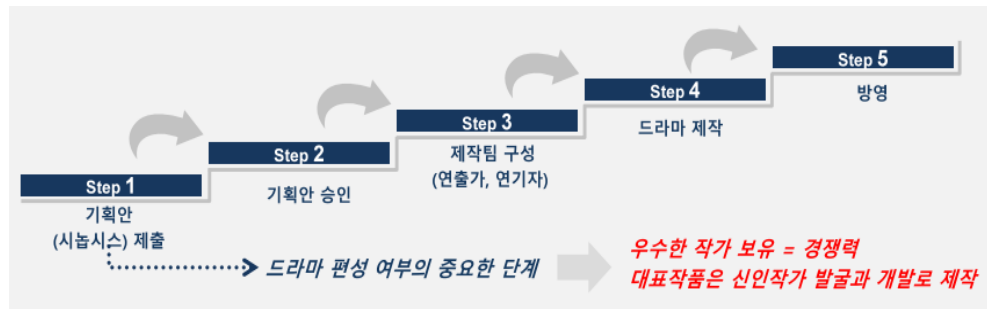 Step 1
기획안
(시놉시스) 제출
Step 2
기획안 승인
Step 3
제작팀 구성
(연출가, 연기자)
Step 4
드라마 제작
Step 5
방영
드라마 편성 여부의 중요한 단계
우수한 작가 보유 = 경쟁력
대표작품은 신인작가 발굴과 개발로 제작